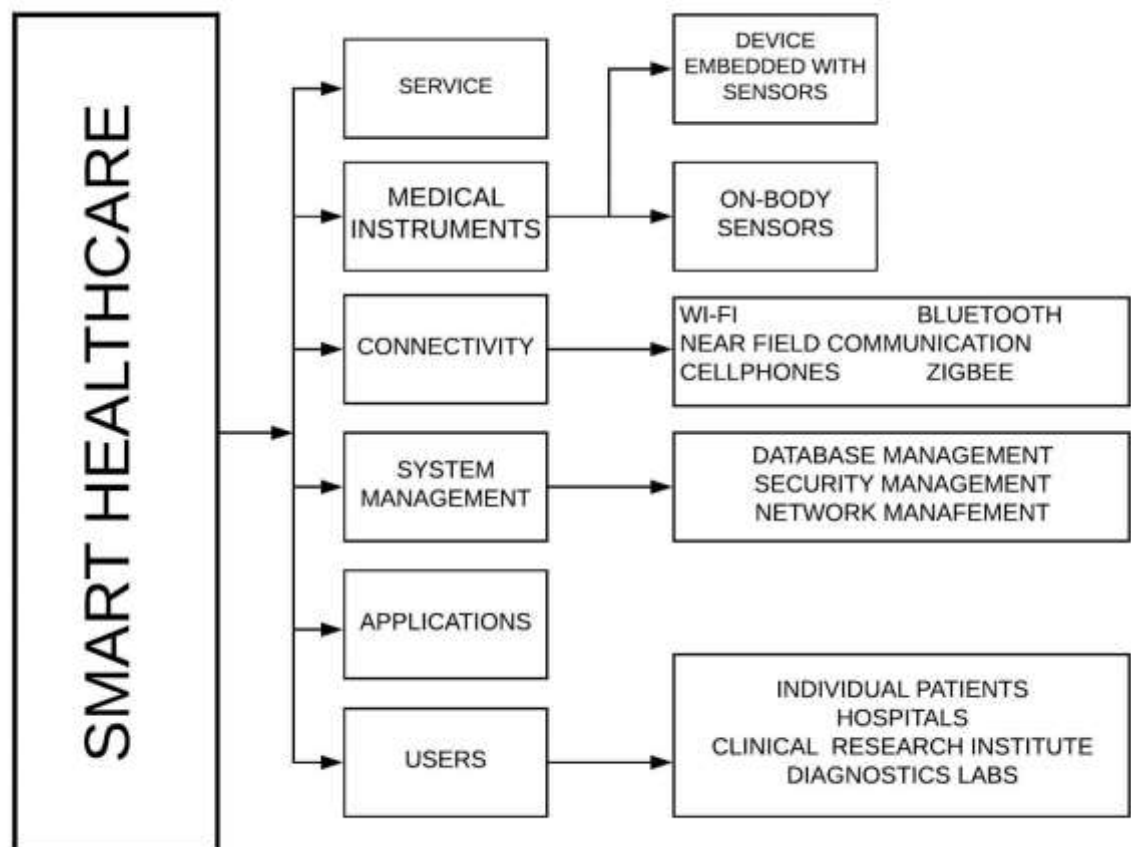 SMART HEALTHCARE
SERVICE
MEDICAL
INSTRUMENTS
CONNECTIVITY
SYSTEM
MANAGEMENT
APPLICATIONS
USERS
DEVICE
EMBEDDED WITH
SENSORS
ON-BODY
SENSORS
WI-FI BLUETOOTH
NEAR FIELD COMMUNICATION
CELLPHONES ZIGBEE
DATABASE MANAGEMENT
SECURITY MANAGEMENT
NETWORK MANAFEMENT
INDIVIDUAL PATIENTS
HOSPITALS
CLINICAL RESEARCH INSTITUTE
DIAGNOSTICS LABS